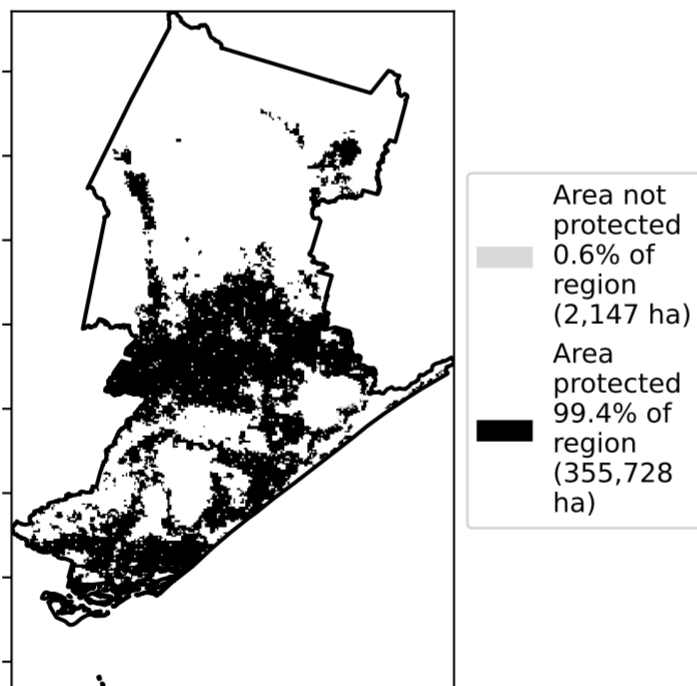 Area not
protected
0.6% of
region
(2,147 ha)
Area
protected
99.4% of
region
(355,728
ha)